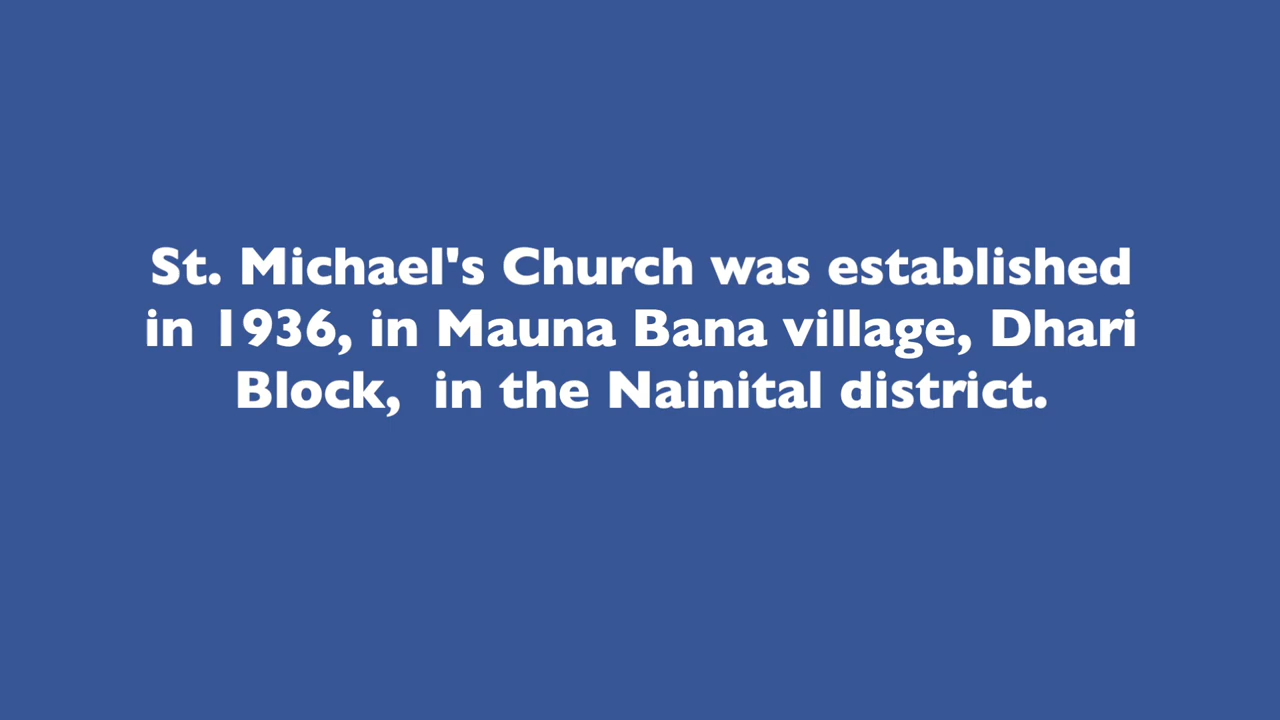 St. Michael's Church was established
in 1936, in Mauna Bana village, Dhari
Block,  in the Nainital district.